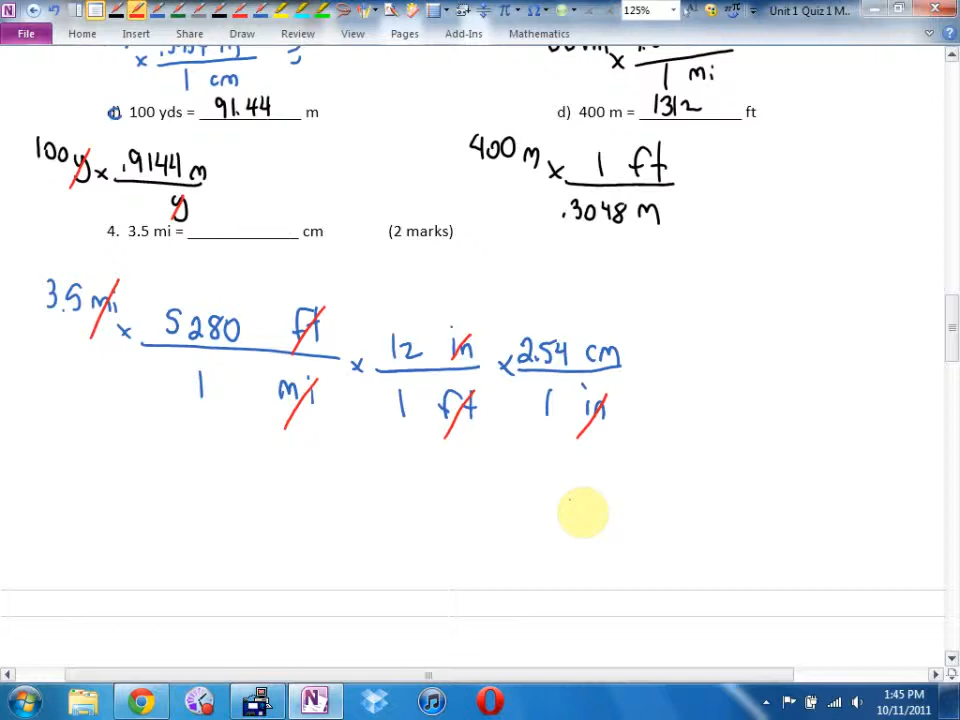 125% Unit 1 Quiz 1 M..
File Home Insert Share Draw Review View Pages Add-Ins Mathematics
1 cm
x 1 mi
100 yds = 91.44 m
d) 400 m = 1312 ft
100 y x .9144 m
y
400 m x 1 ft
.3048 m
4. 3.5 mi = ____________ cm (2 marks)
3.5 mi x 5280 ft x 12 in x 2.54 cm
1 mi 1 ft 1 in
1:45 PM
10/11/2011